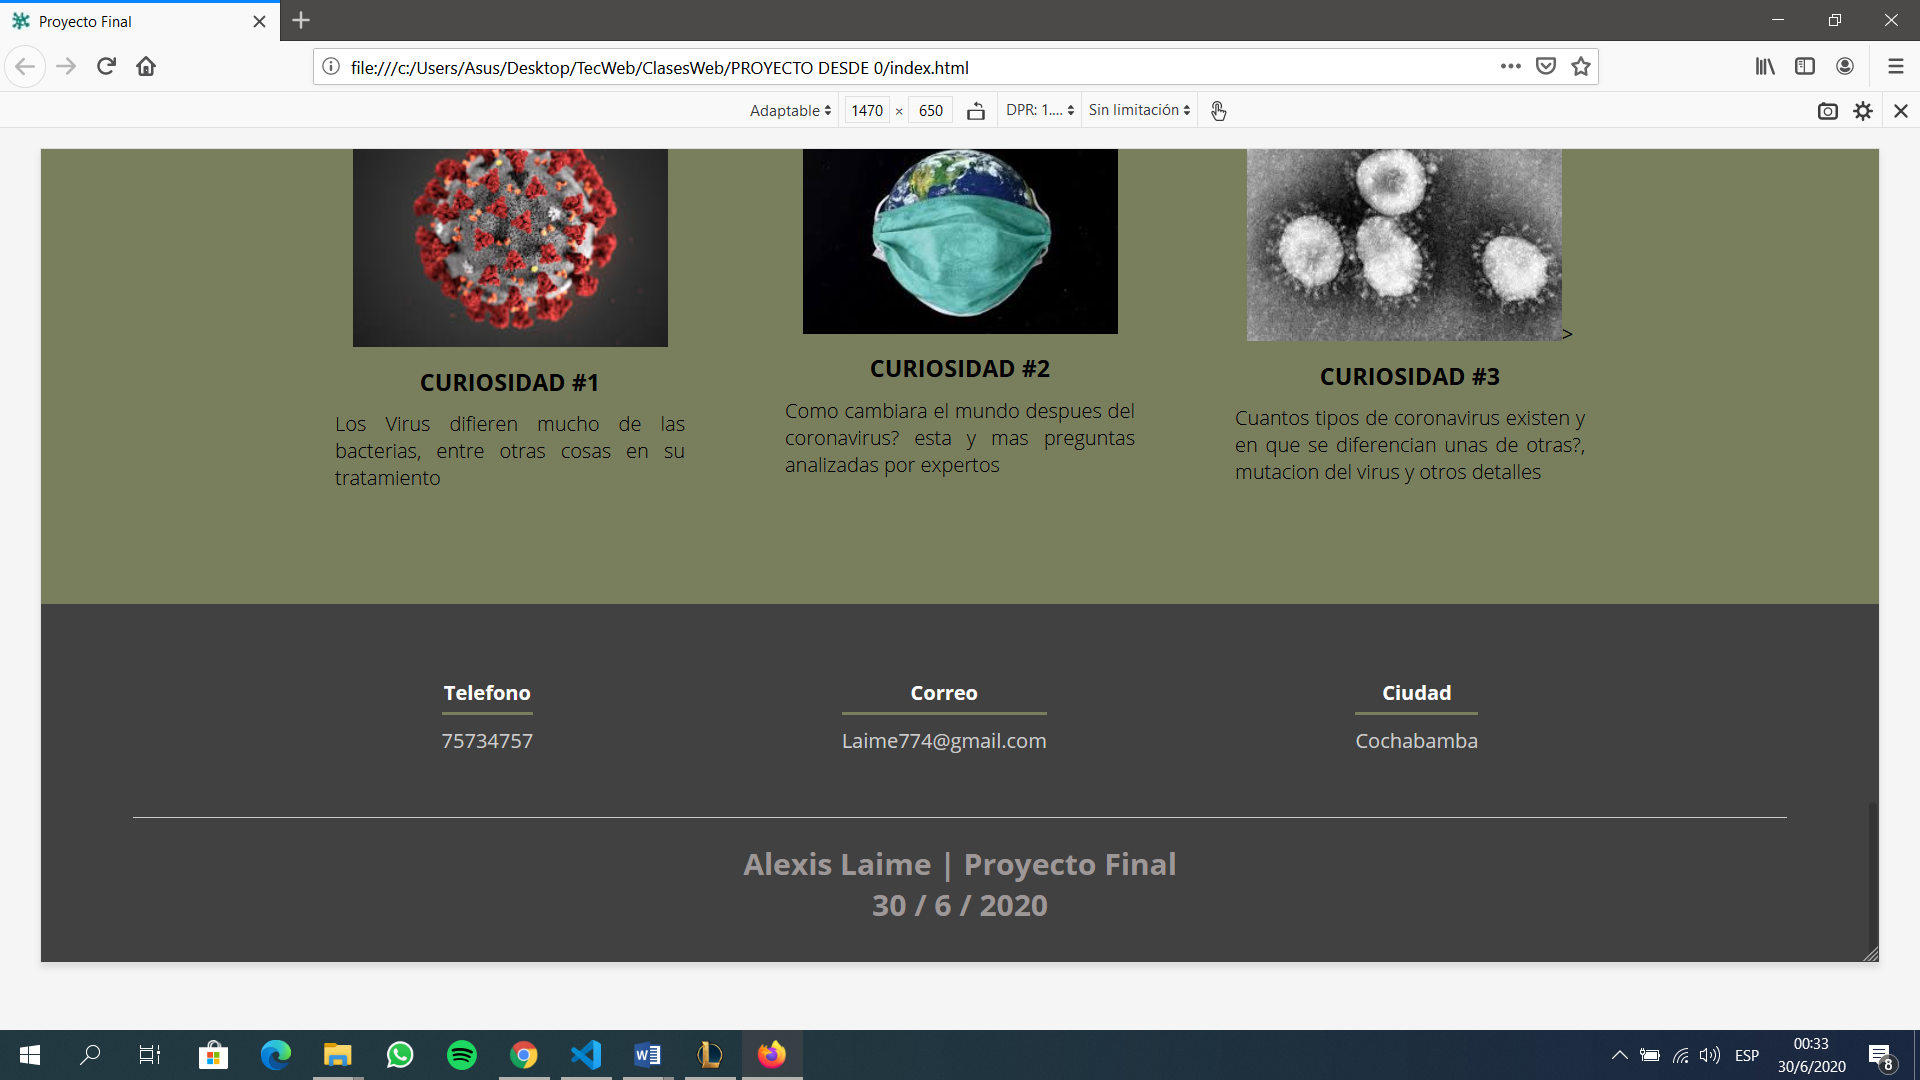 Proyecto Final
file:///c:/Users/Asus/Desktop/TecWeb/ClasesWeb/PROYECTO DESDE 0/index.html
Adaptable 1470 × 650 DPR: 1.... Sin limitación
>
CURIOSIDAD #1
Los Virus difieren mucho de las
bacterias, entre otras cosas en su
tratamiento
CURIOSIDAD #2
Como cambiara el mundo despues del
coronavirus? esta y mas preguntas
analizadas por expertos
CURIOSIDAD #3
Cuantos tipos de coronavirus existen y
en que se diferencian unas de otras?,
mutacion del virus y otros detalles
Telefono
75734757
Correo
Laime774@gmail.com
Ciudad
Cochabamba
Alexis Laime | Proyecto Final
30 / 6 / 2020
ESP
00:33
30/6/2020
8